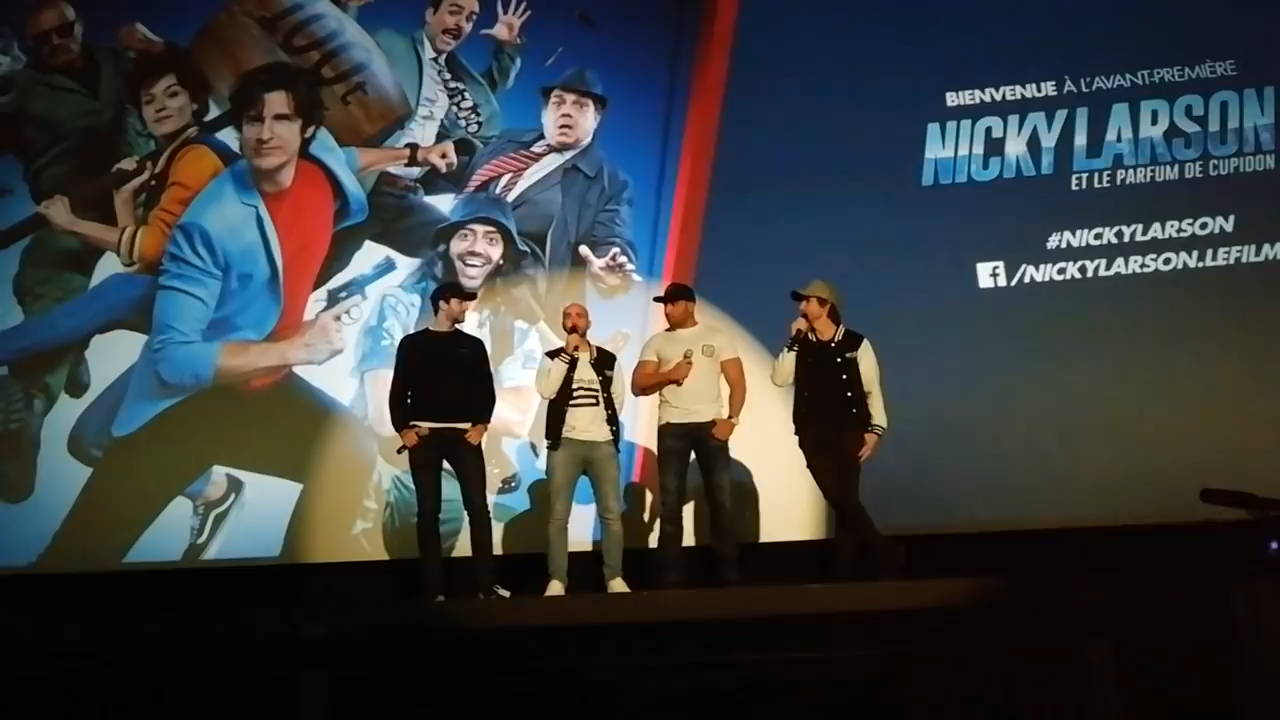 BIENVENUE À L'AVANT-PREMIÈRE
NICKY LARSON
ET LE PARFUM DE CUPIDON
#NICKYLARSON
f/NICKYLARSON.LEFILM